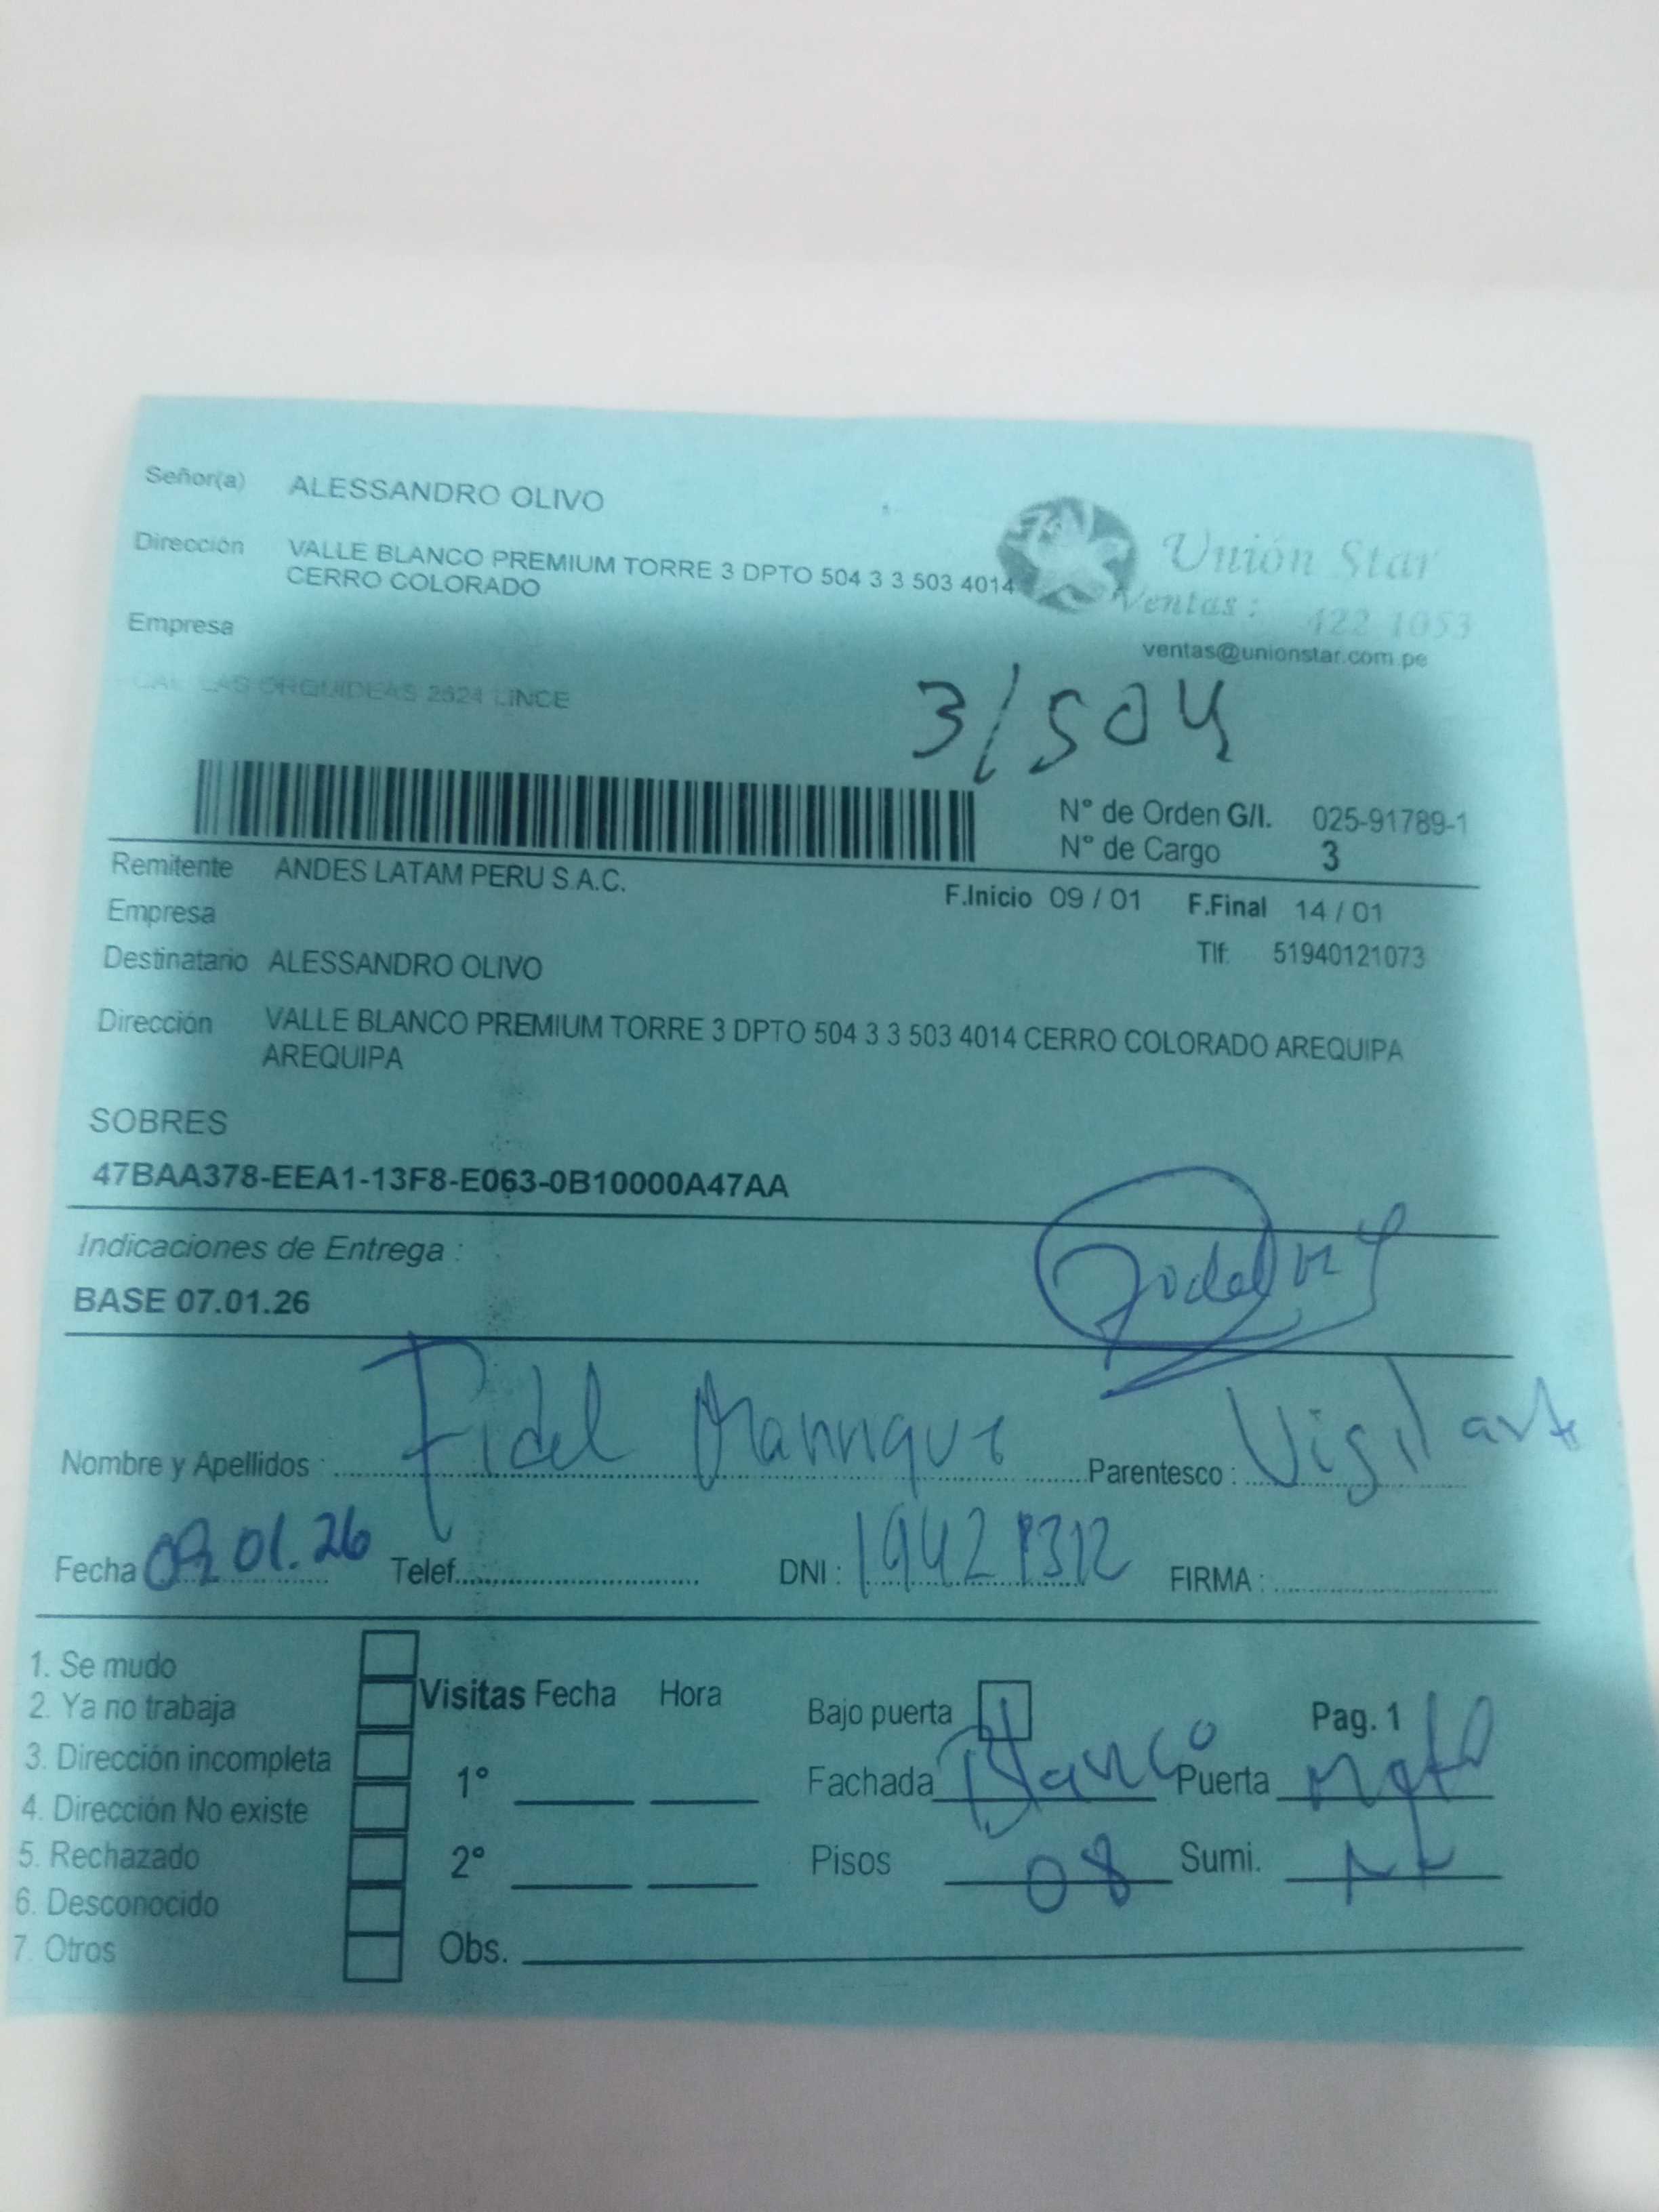 Señor(a) ALESSANDRO OLIVO
Dirección VALLE BLANCO PREMIUM TORRE 3 DPTO 504 3 3 503 4014
CERRO COLORADO
Unión Star
Ventas: 422 1053
ventas@unionstar.com.pe
Empresa
CAL LAS ORQUIDEAS 2624 LINCE
3/504
N° de Orden G/I. 025-91789-1
N° de Cargo 3
Remitente ANDES LATAM PERU S.A.C.
F.Inicio 09 / 01 F.Final 14 / 01
Empresa
Tlf. 51940121073
Destinatario ALESSANDRO OLIVO
Dirección VALLE BLANCO PREMIUM TORRE 3 DPTO 504 3 3 503 4014 CERRO COLORADO AREQUIPA
AREQUIPA
SOBRES
47BAA378-EEA1-13F8-E063-0B10000A47AA
Indicaciones de Entrega :
BASE 07.01.26
Nombre y Apellidos : Fidel Manrique Parentesco : Vigilante
Fecha 09.01.26 Telef. DNI : FIRMA :
1. Se mudo
2. Ya no trabaja
3. Dirección incompleta
4. Dirección No existe
5. Rechazado
6. Desconocido
7. Otros
Visitas Fecha Hora
1°
2°
Obs.
Bajo puerta Pag. 1
Fachada Blanco Puerta
Pisos 08 Sumi.